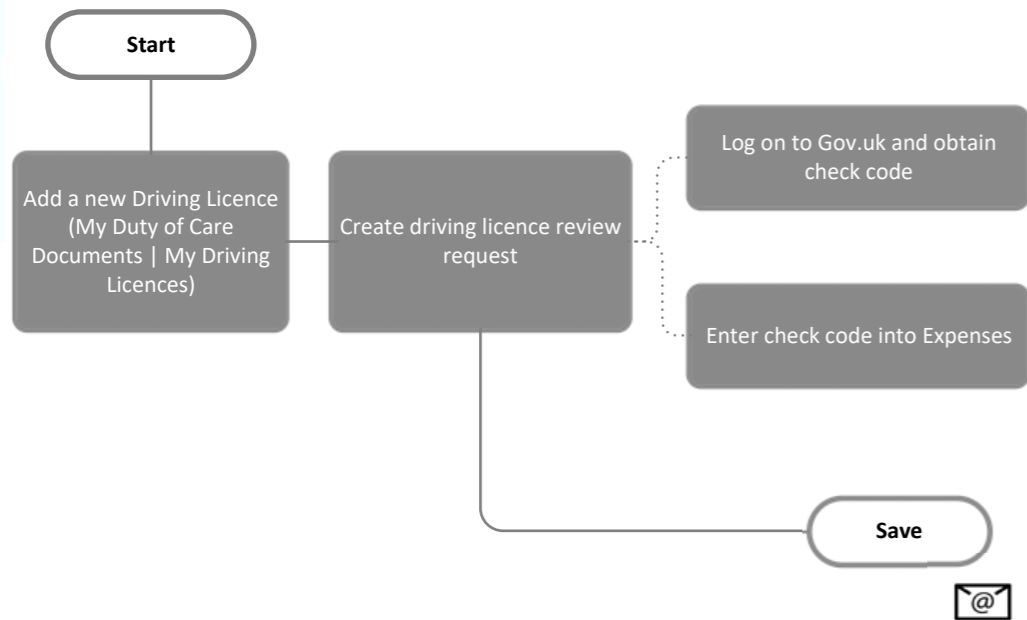 Start
Add a new Driving Licence
(My Duty of Care
Documents | My Driving
Licences)
Create driving licence review
request
Log on to Gov.uk and obtain
check code
Enter check code into Expenses
Save
@